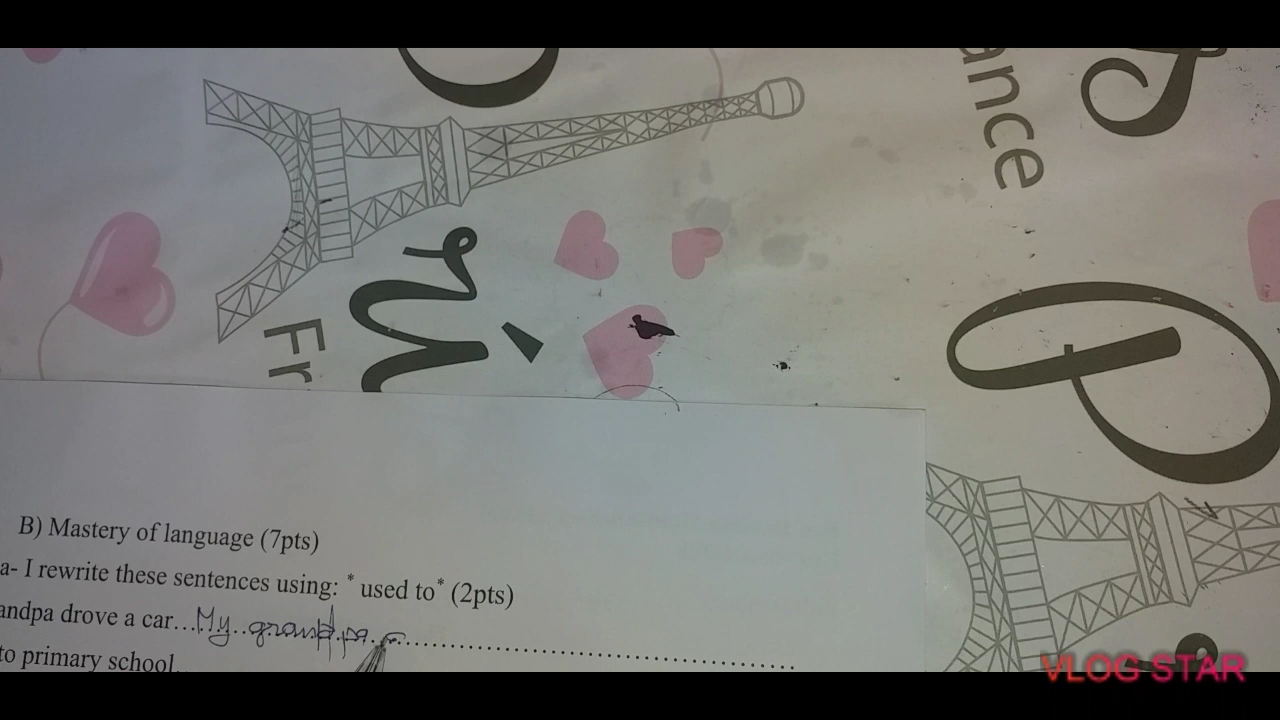 ance
Fr
B) Mastery of language (7pts)
a- I rewrite these sentences using: * used to* (2pts)
andpa drove a car...My grandpa
to primary school...
VLOG STAR